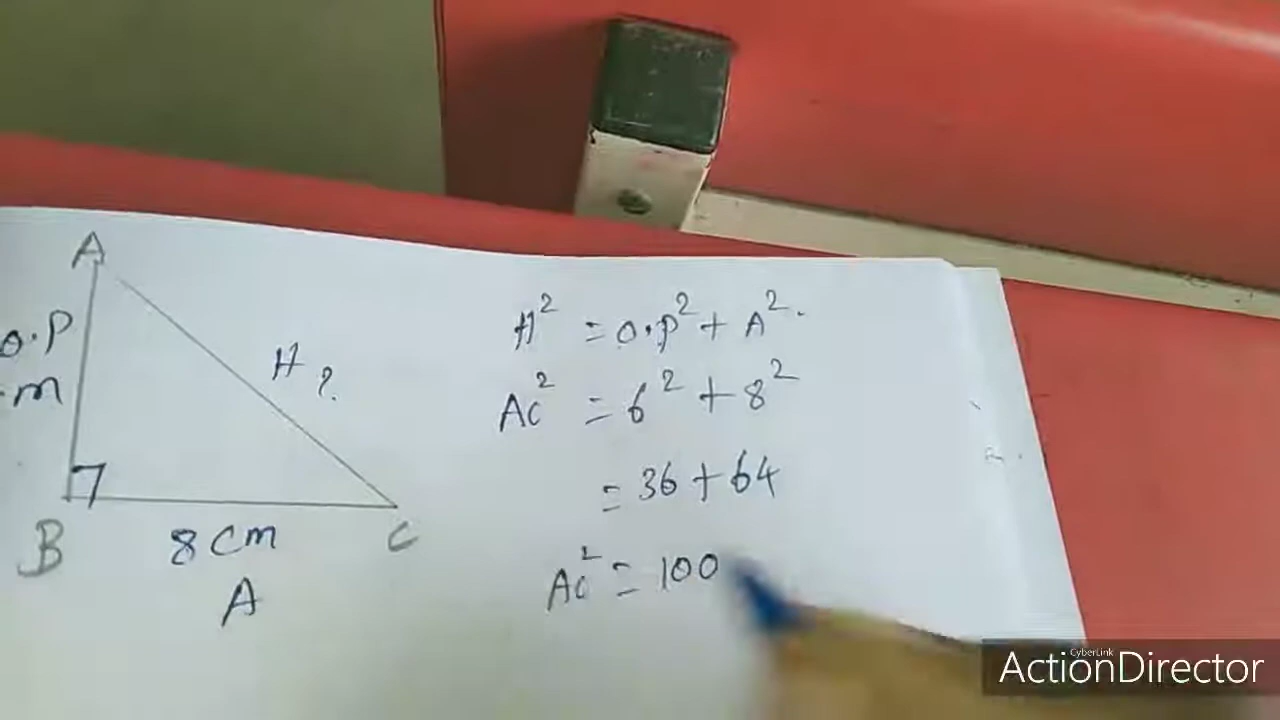 A
O.P
m
H ?
B
8 cm
C
A
H² = O.P² + A².
AC² = 6² + 8²
= 36 + 64
AC² = 100
CyberLink
ActionDirector